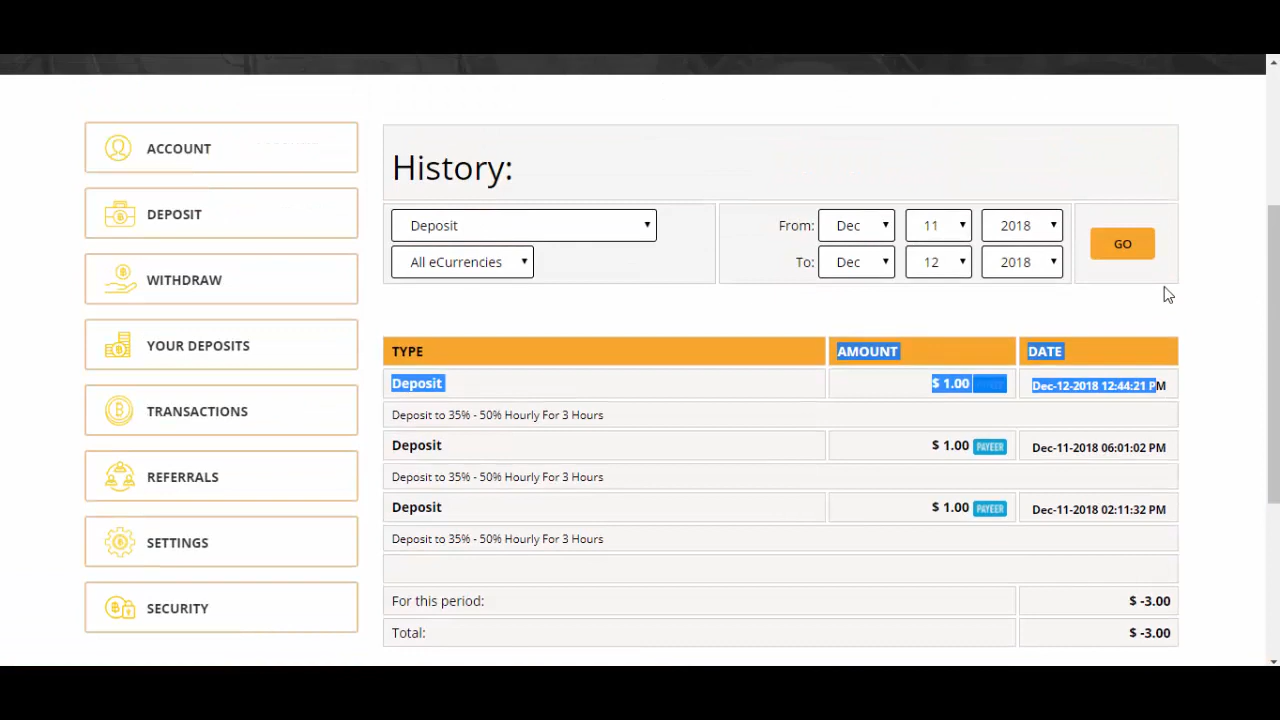 ACCOUNT
DEPOSIT
WITHDRAW
YOUR DEPOSITS
TRANSACTIONS
REFERRALS
SETTINGS
SECURITY
History:
Deposit From: Dec 11 2018
All eCurrencies To: Dec 12 2018
GO
TYPE AMOUNT DATE
Deposit $ 1.00 Dec-12-2018 12:44:21 PM
Deposit to 35% - 50% Hourly For 3 Hours
Deposit $ 1.00 PAYEER Dec-11-2018 06:01:02 PM
Deposit to 35% - 50% Hourly For 3 Hours
Deposit $ 1.00 PAYEER Dec-11-2018 02:11:32 PM
Deposit to 35% - 50% Hourly For 3 Hours
For this period: $ -3.00
Total: $ -3.00